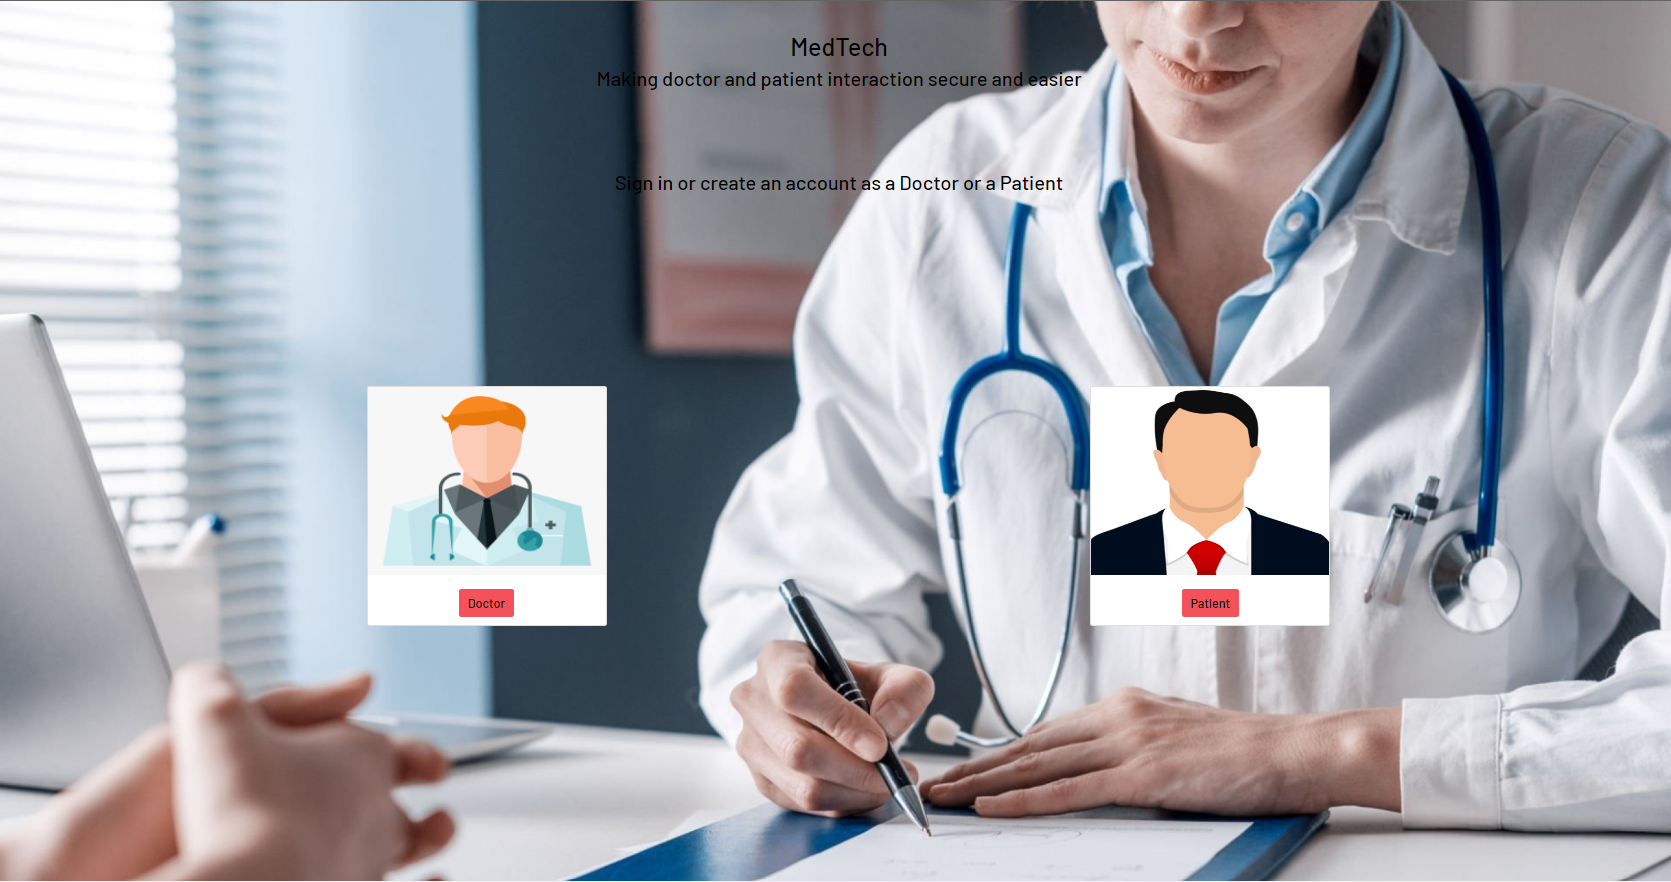 MedTech
Making doctor and patient interaction secure and easier
Sign in or create an account as a Doctor or a Patient
Doctor
Patient